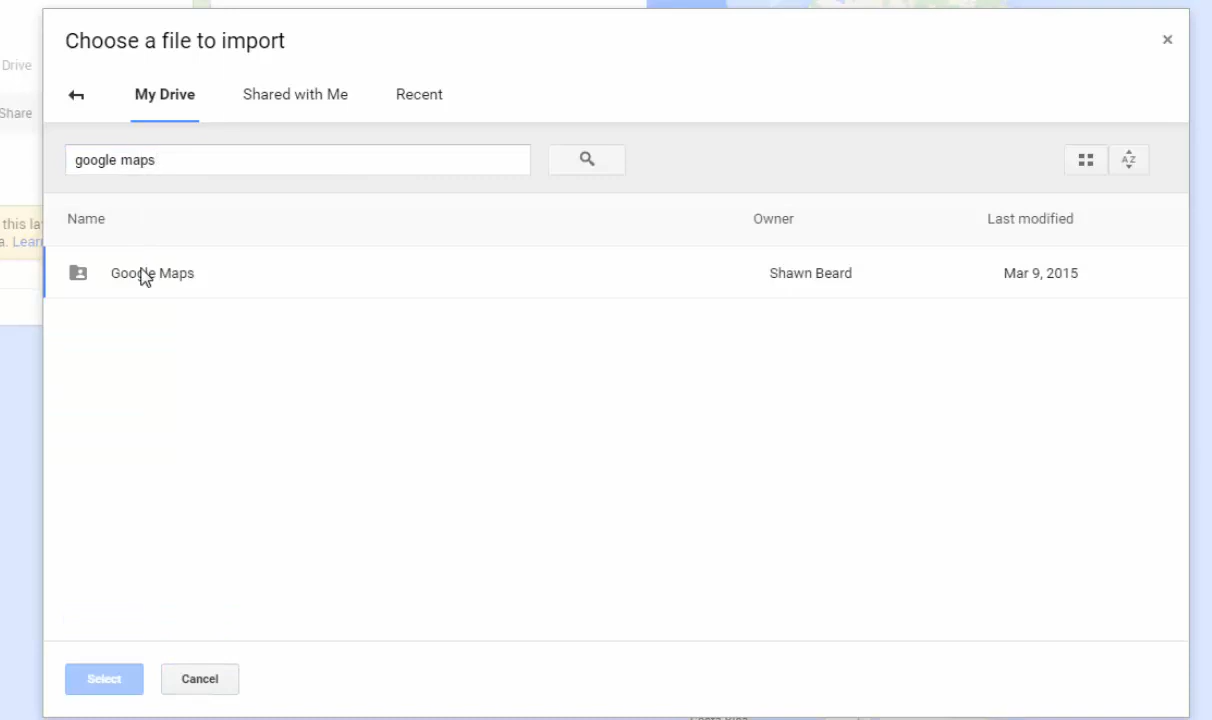 Choose a file to import
×
Drive
My Drive
Shared with Me
Recent
Share
google maps
A Z
Name
Owner
Last modified
this la
a. Lear
Google Maps
Shawn Beard
Mar 9, 2015
Select
Cancel